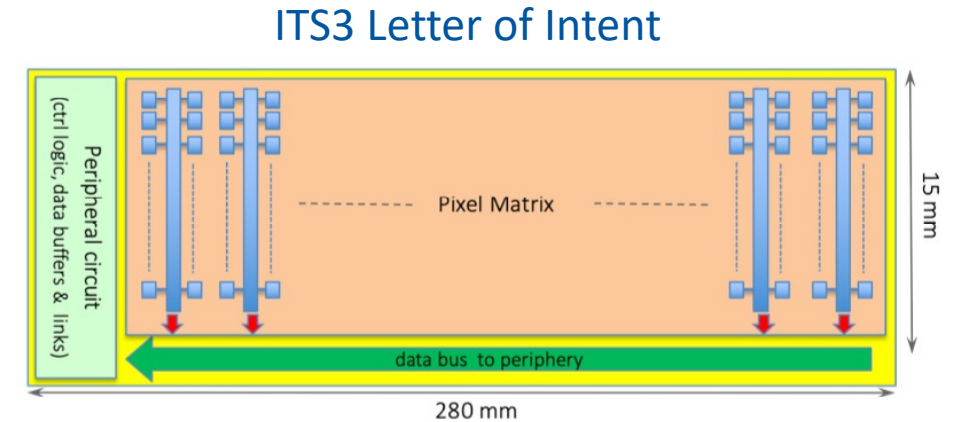 ITS3 Letter of Intent
Peripheral circuit
(ctrl logic, data buffers & links)
Pixel Matrix
15 mm
data bus to periphery
280 mm